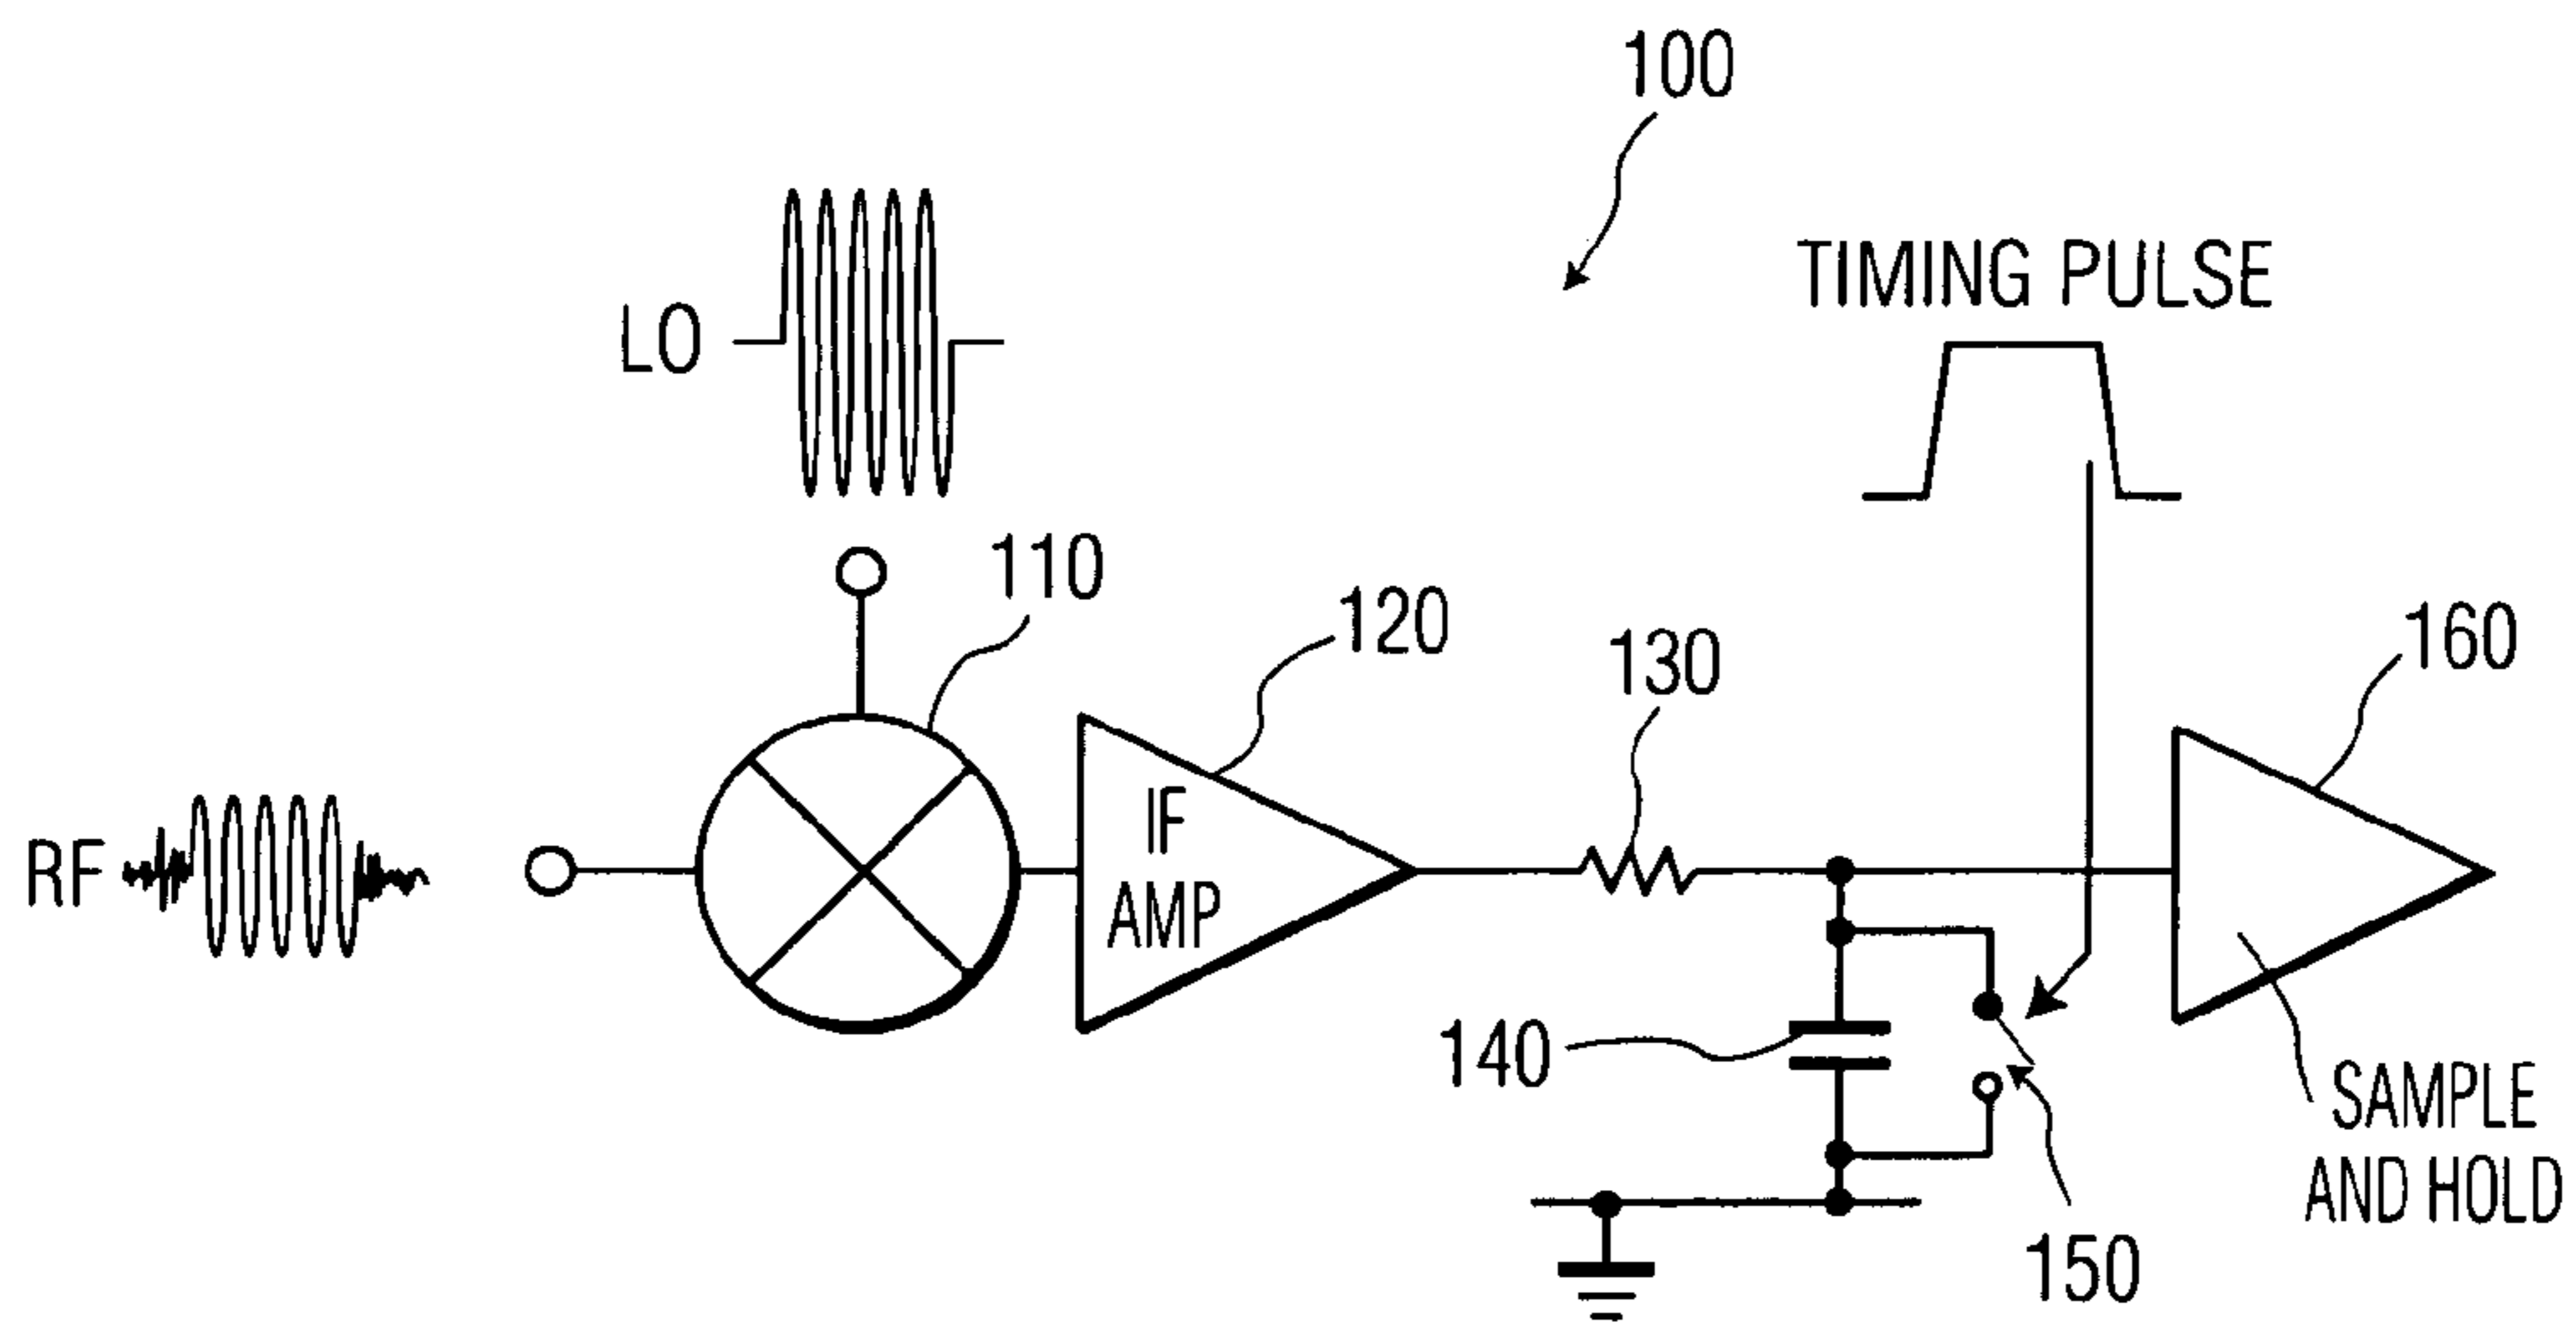 100
TIMING PULSE
LO
110
120
130
160
RF
IF
AMP
140
SAMPLE
AND HOLD
150